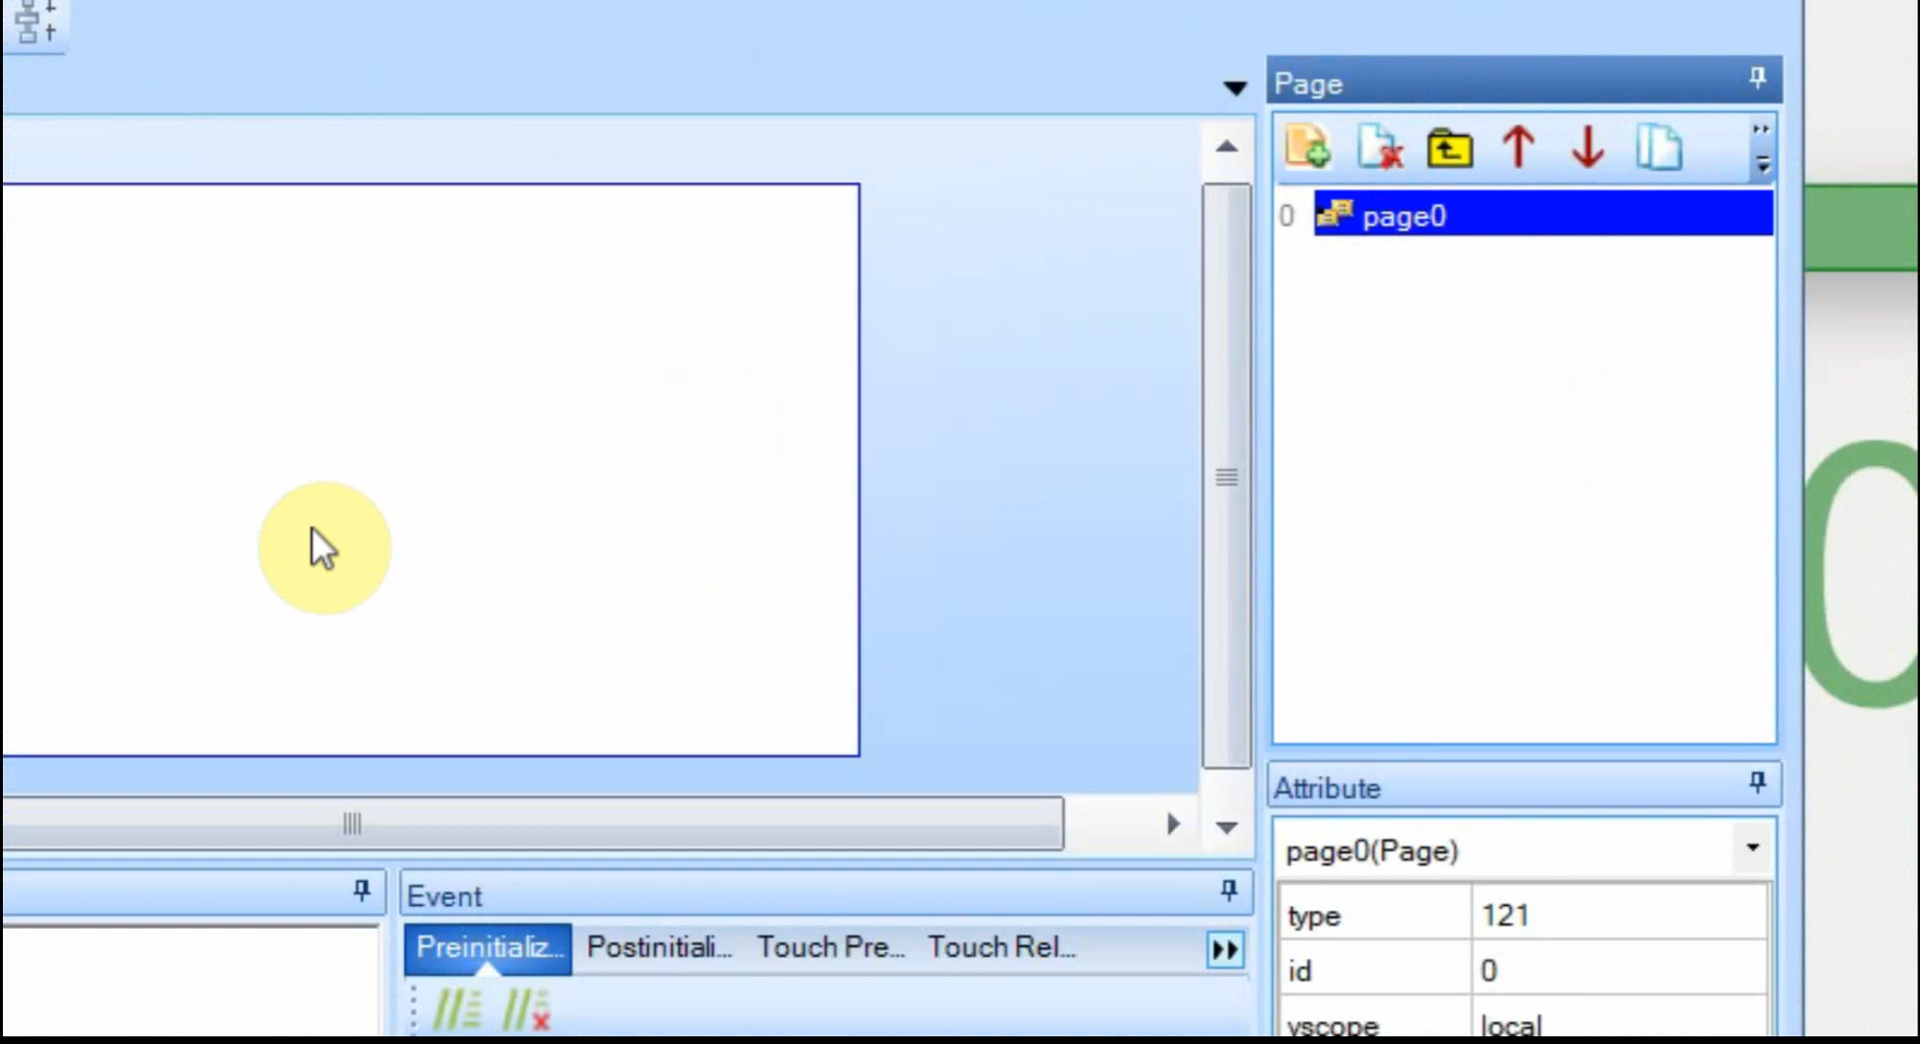 Page
0 page0
Attribute
page0(Page)
type 121
id 0
vscope local
Event
Preinitializ... Postinitiali... Touch Pre... Touch Rel...